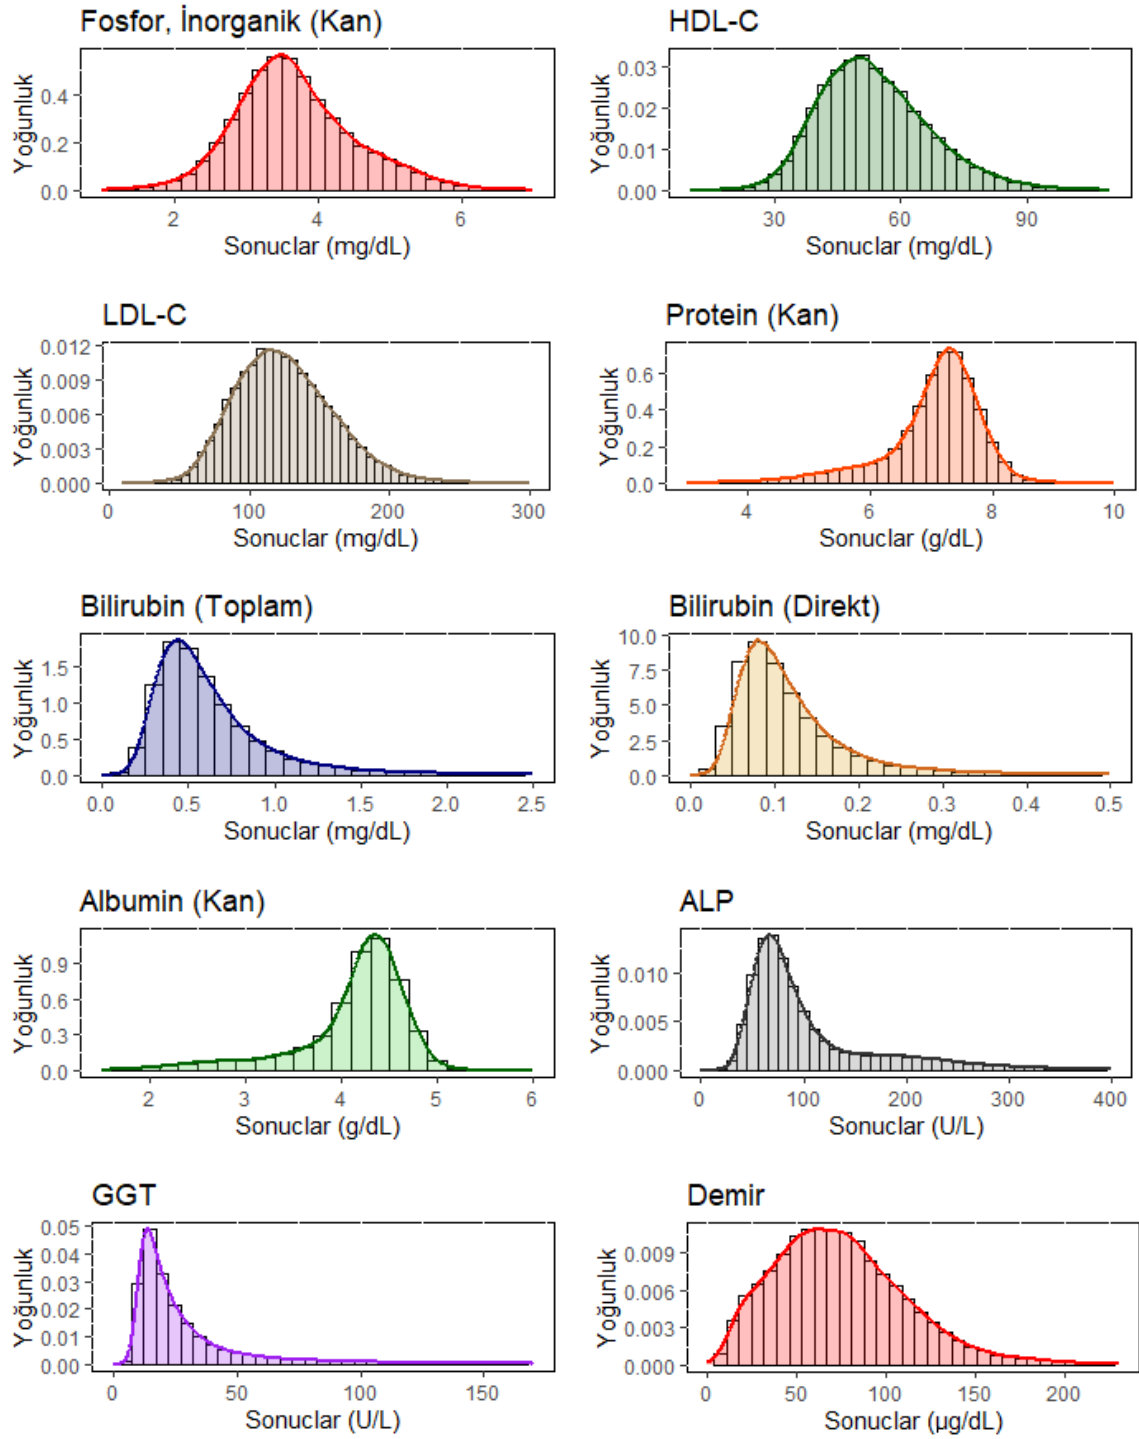 Fosfor, İnorganik (Kan)
Yoğunluk
0.4
0.2
0.0
2 4 6
Sonuclar (mg/dL)
HDL-C
Yoğunluk
0.03
0.02
0.01
0.00
30 60 90
Sonuclar (mg/dL)
LDL-C
Yoğunluk
0.012
0.009
0.006
0.003
0.000
0 100 200 300
Sonuclar (mg/dL)
Protein (Kan)
Yoğunluk
0.6
0.4
0.2
0.0
4 6 8 10
Sonuclar (g/dL)
Bilirubin (Toplam)
Yoğunluk
1.5
1.0
0.5
0.0
0.0 0.5 1.0 1.5 2.0 2.5
Sonuclar (mg/dL)
Bilirubin (Direkt)
Yoğunluk
10.0
7.5
5.0
2.5
0.0
0.0 0.1 0.2 0.3 0.4 0.5
Sonuclar (mg/dL)
Albumin (Kan)
Yoğunluk
0.9
0.6
0.3
0.0
2 3 4 5 6
Sonuclar (g/dL)
ALP
Yoğunluk
0.010
0.005
0.000
0 100 200 300 400
Sonuclar (U/L)
GGT
Yoğunluk
0.05
0.04
0.03
0.02
0.01
0.00
0 50 100 150
Sonuclar (U/L)
Demir
Yoğunluk
0.009
0.006
0.003
0.000
0 50 100 150 200
Sonuclar (µg/dL)